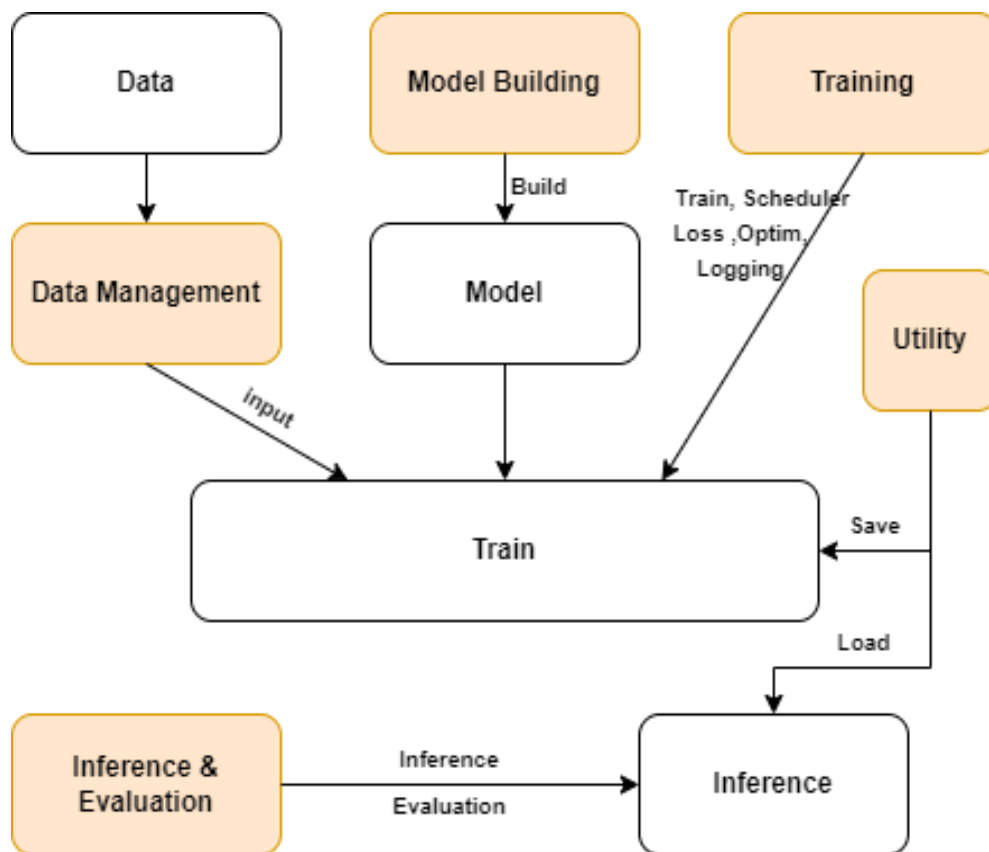 Data
Model Building
Training
Build
Train, Scheduler
Loss ,Optim,
Logging
Data Management
Model
Utility
input
Train
Save
Load
Inference &
Evaluation
Inference
Evaluation
Inference